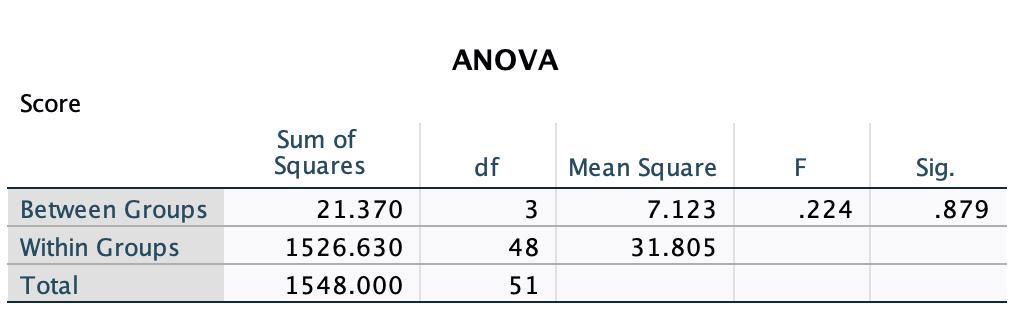 ANOVA
Score
Sum of
Squares df Mean Square F Sig.
Between Groups 21.370 3 7.123 .224 .879
Within Groups 1526.630 48 31.805
Total 1548.000 51